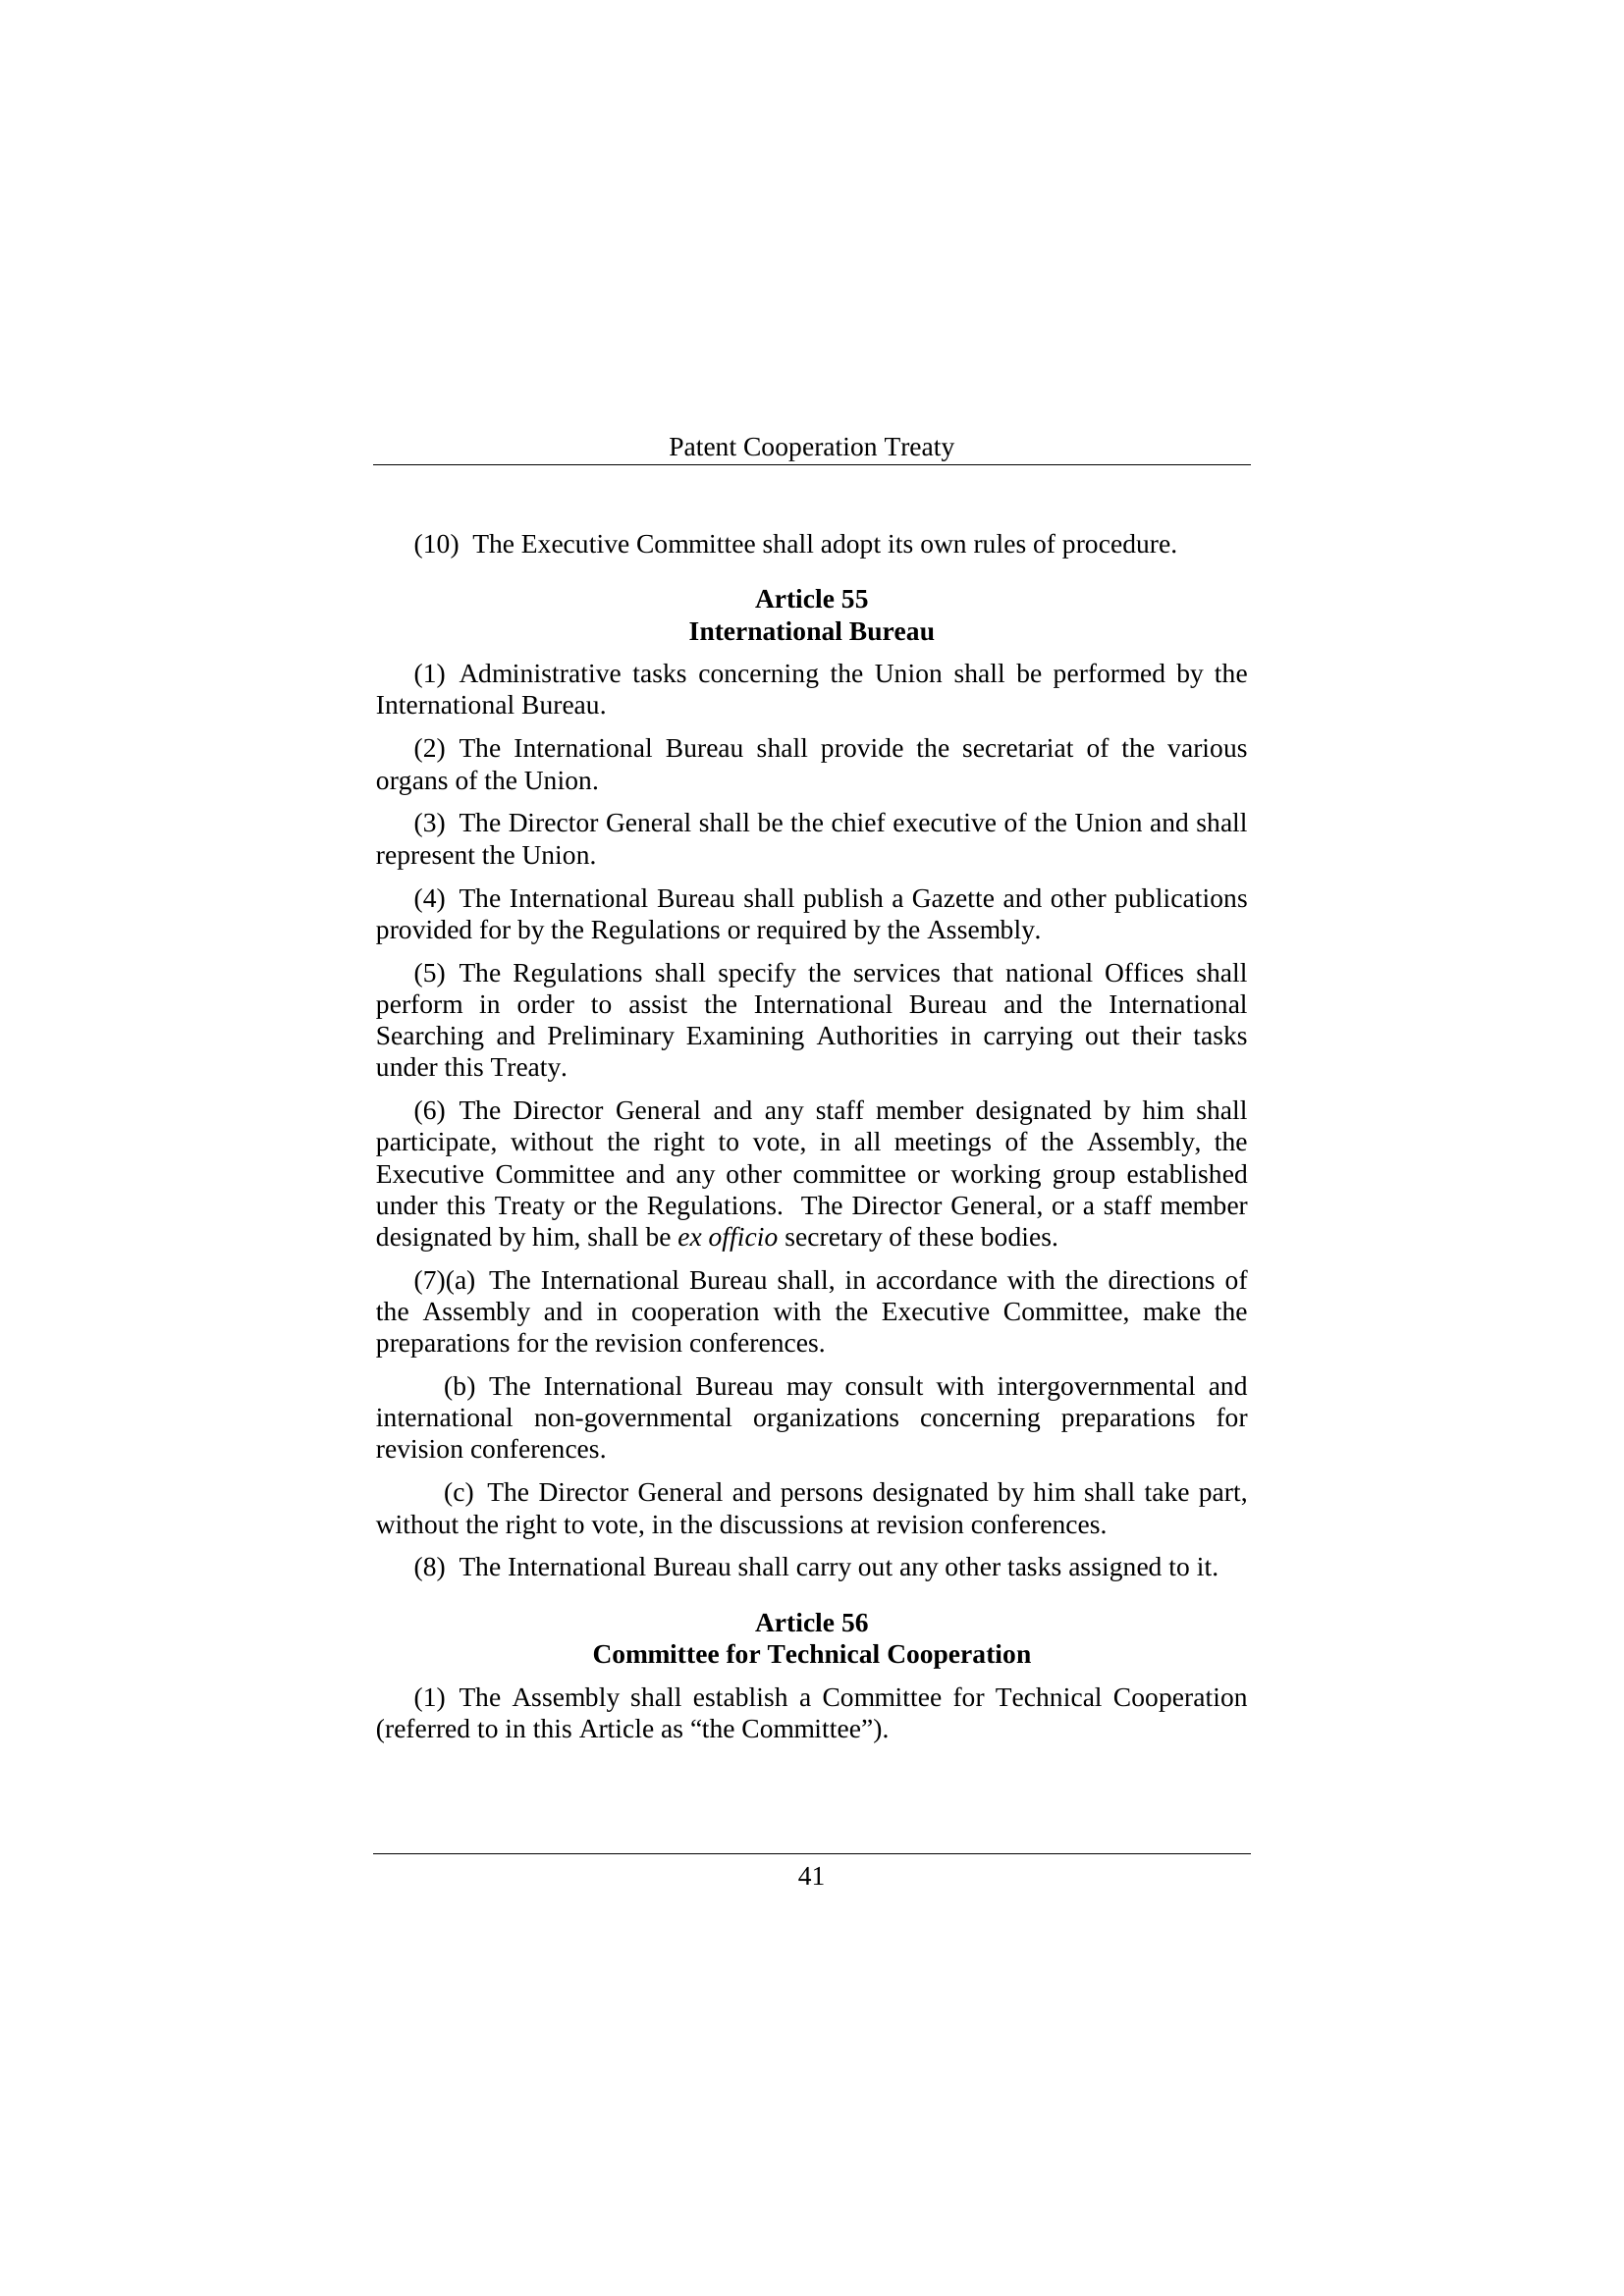 Patent Cooperation Treaty
(10) The Executive Committee shall adopt its own rules of procedure.
Article 55
International Bureau
(1) Administrative tasks concerning the Union shall be performed by the
International Bureau.
(2) The International Bureau shall provide the secretariat of the various
organs of the Union.
(3) The Director General shall be the chief executive of the Union and shall
represent the Union.
(4) The International Bureau shall publish a Gazette and other publications
provided for by the Regulations or required by the Assembly.
(5) The Regulations shall specify the services that national Offices shall
perform in order to assist the International Bureau and the International
Searching and Preliminary Examining Authorities in carrying out their tasks
under this Treaty.
(6) The Director General and any staff member designated by him shall
participate, without the right to vote, in all meetings of the Assembly, the
Executive Committee and any other committee or working group established
under this Treaty or the Regulations. The Director General, or a staff member
designated by him, shall be ex officio secretary of these bodies.
(7)(a) The International Bureau shall, in accordance with the directions of
the Assembly and in cooperation with the Executive Committee, make the
preparations for the revision conferences.
(b) The International Bureau may consult with intergovernmental and
international non-governmental organizations concerning preparations for
revision conferences.
(c) The Director General and persons designated by him shall take part,
without the right to vote, in the discussions at revision conferences.
(8) The International Bureau shall carry out any other tasks assigned to it.
Article 56
Committee for Technical Cooperation
(1) The Assembly shall establish a Committee for Technical Cooperation
(referred to in this Article as “the Committee”).
41